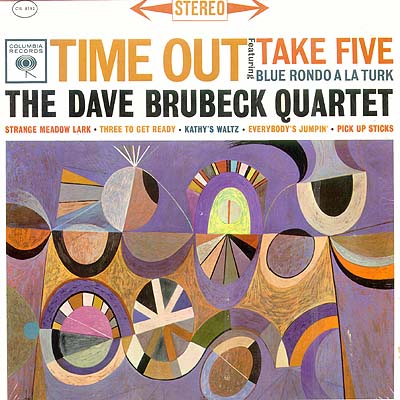 CS 8192
STEREO
COLUMBIA
RECORDS
TIME OUT
Featuring
TAKE FIVE
BLUE RONDO A LA TURK
THE DAVE BRUBECK QUARTET
STRANGE MEADOW LARK • THREE TO GET READY • KATHY'S WALTZ • EVERYBODY'S JUMPIN' • PICK UP STICKS